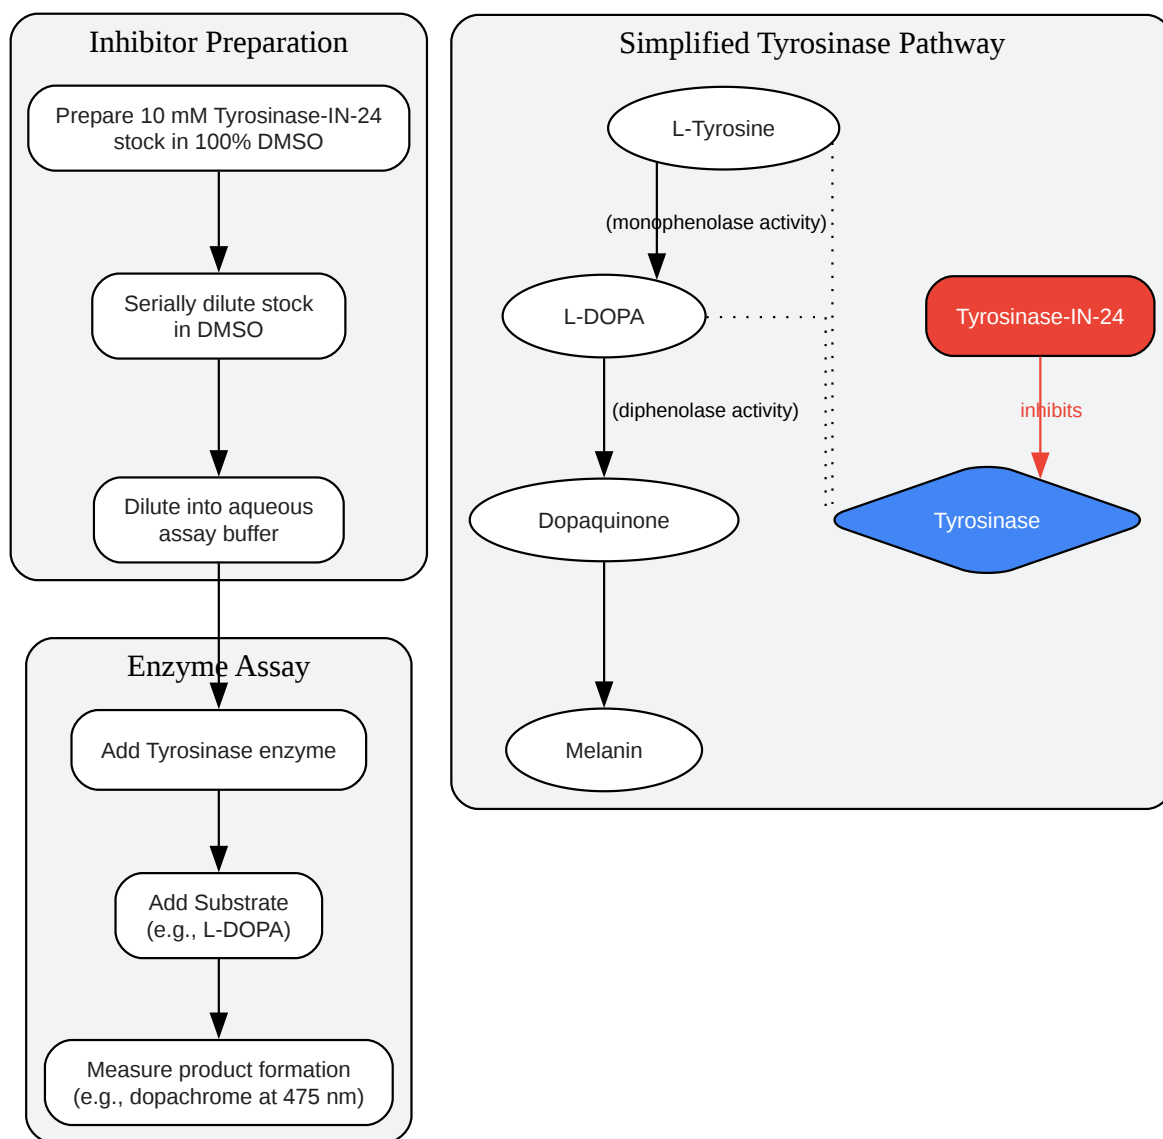 Inhibitor Preparation
Prepare 10 mM Tyrosinase-IN-24
stock in 100% DMSO
Serially dilute stock
in DMSO
Dilute into aqueous
assay buffer
Enzyme Assay
Add Tyrosinase enzyme
Add Substrate
(e.g., L-DOPA)
Measure product formation
(e.g., dopachrome at 475 nm)
Simplified Tyrosinase Pathway
L-Tyrosine
(monophenolase activity)
L-DOPA
Tyrosinase-IN-24
(diphenolase activity)
inhibits
Dopaquinone
Tyrosinase
Melanin